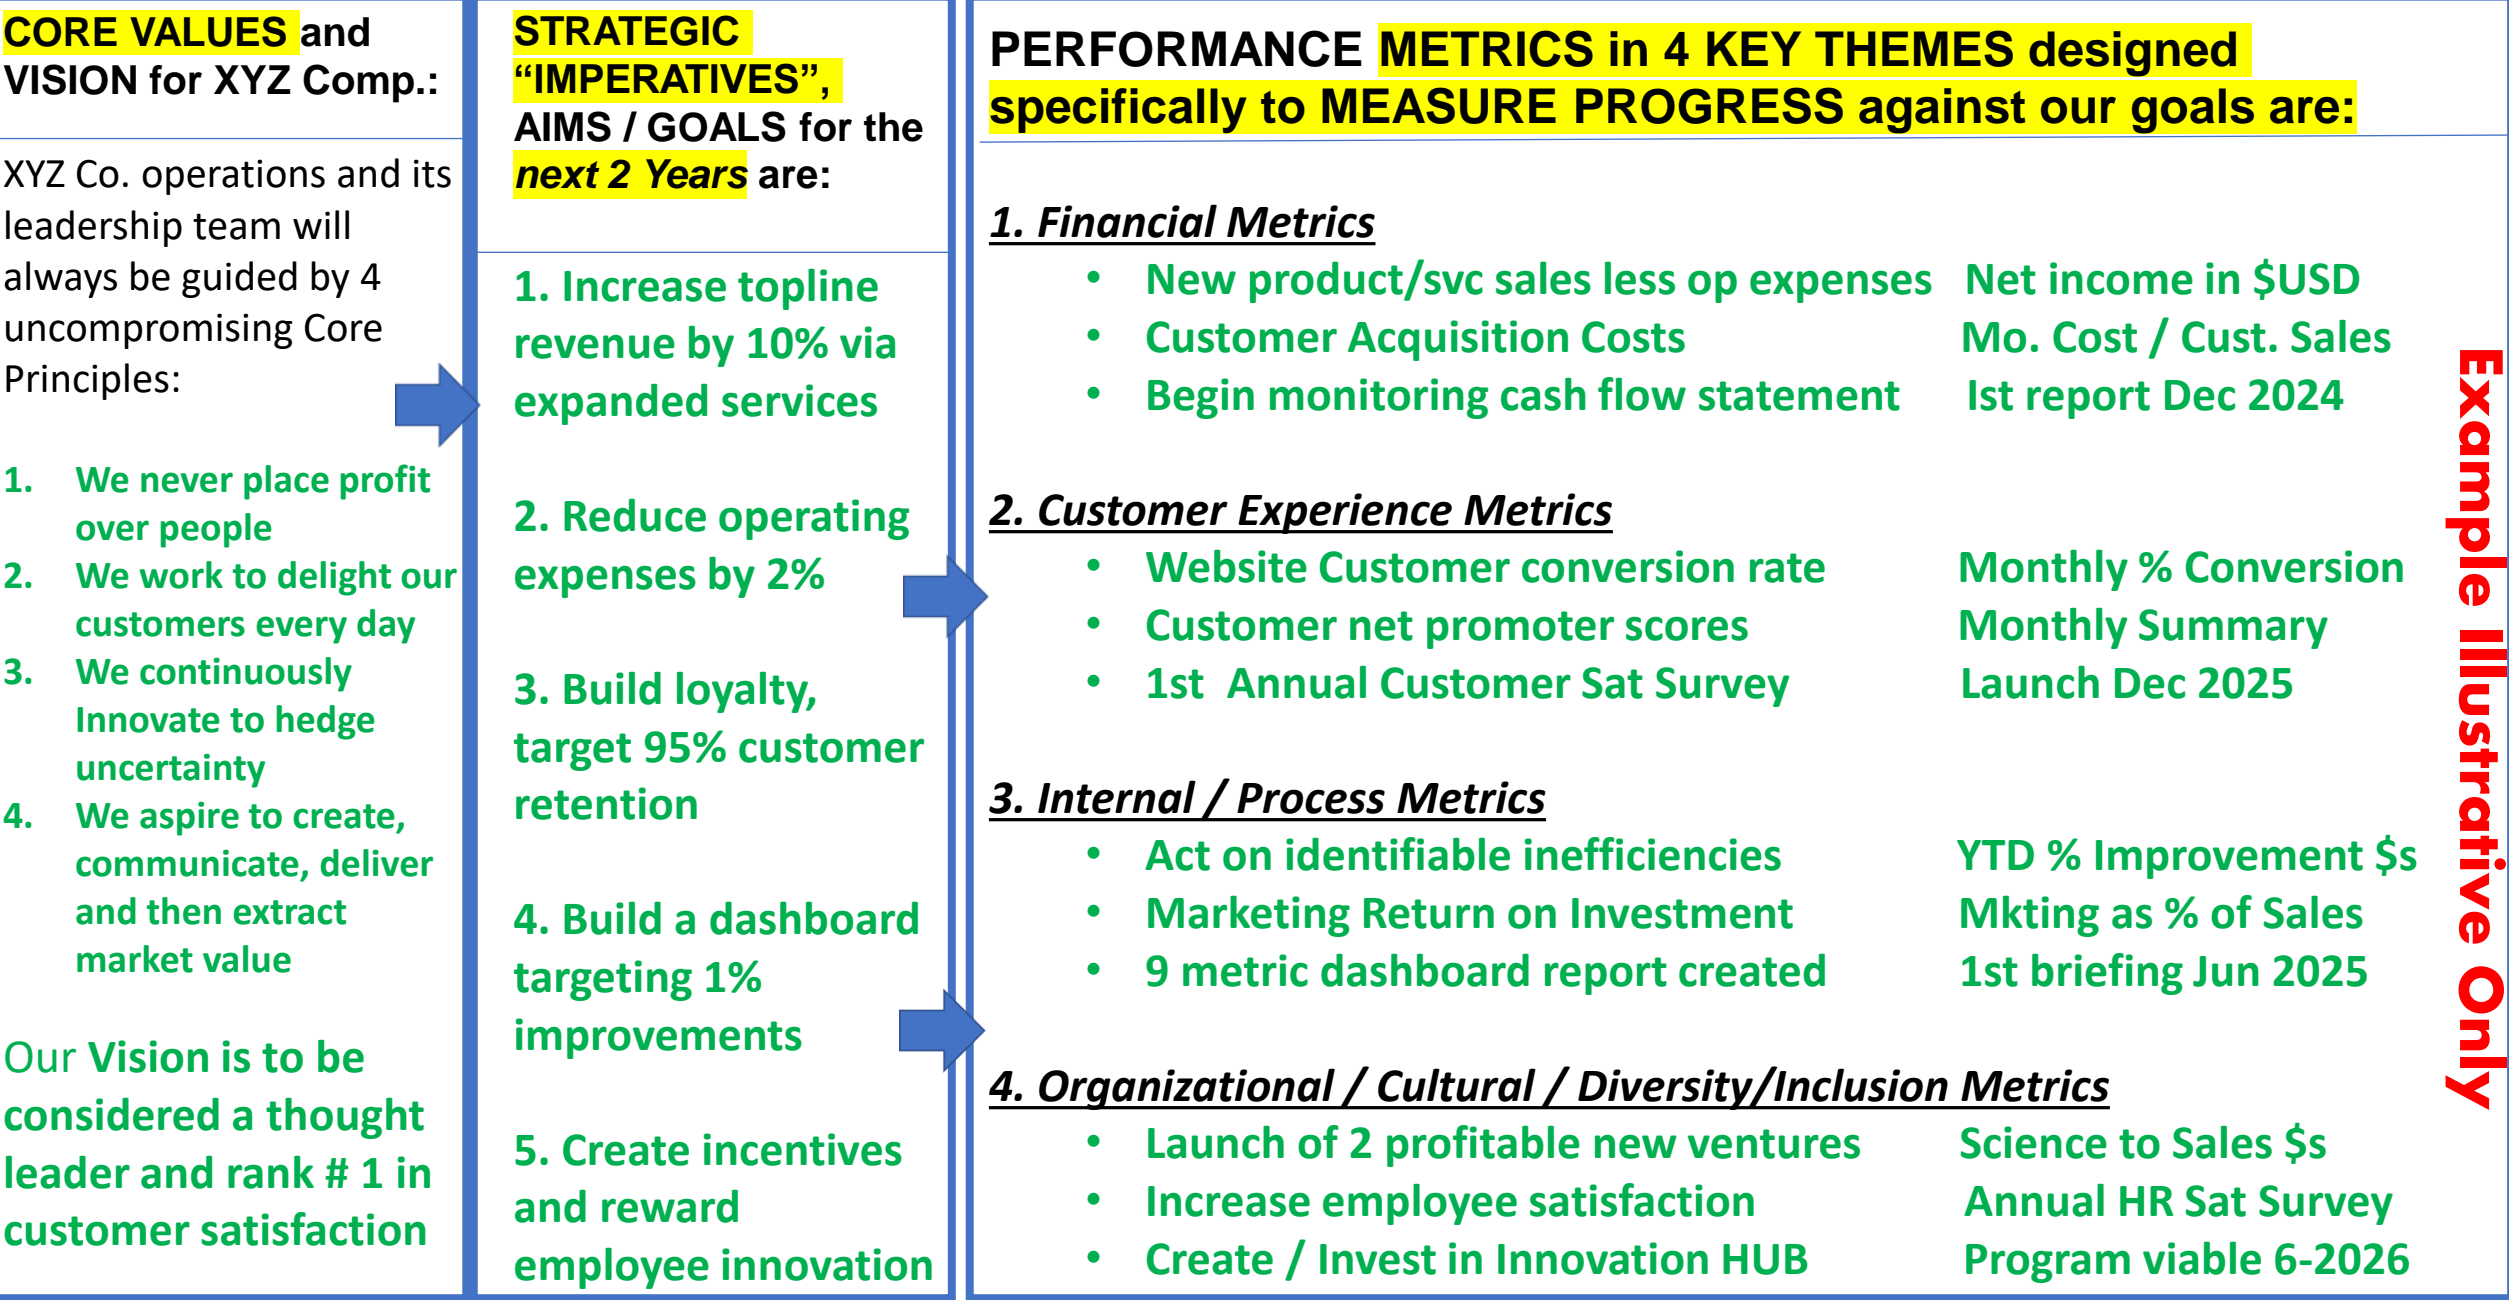 CORE VALUES and
VISION for XYZ Comp.:
XYZ Co. operations and its
leadership team will
always be guided by 4
uncompromising Core
Principles:
1. We never place profit
over people
2. We work to delight our
customers every day
3. We continuously
Innovate to hedge
uncertainty
4. We aspire to create,
communicate, deliver
and then extract
market value
Our Vision is to be
considered a thought
leader and rank # 1 in
customer satisfaction
STRATEGIC
“IMPERATIVES”,
AIMS / GOALS for the
next 2 Years are:
1. Increase topline
revenue by 10% via
expanded services
2. Reduce operating
expenses by 2%
3. Build loyalty,
target 95% customer
retention
4. Build a dashboard
targeting 1%
improvements
5. Create incentives
and reward
employee innovation
PERFORMANCE METRICS in 4 KEY THEMES designed
specifically to MEASURE PROGRESS against our goals are:
1. Financial Metrics
• New product/svc sales less op expenses Net income in $USD
• Customer Acquisition Costs Mo. Cost / Cust. Sales
• Begin monitoring cash flow statement Ist report Dec 2024
2. Customer Experience Metrics
• Website Customer conversion rate Monthly % Conversion
• Customer net promoter scores Monthly Summary
• 1st Annual Customer Sat Survey Launch Dec 2025
3. Internal / Process Metrics
• Act on identifiable inefficiencies YTD % Improvement $s
• Marketing Return on Investment Mkting as % of Sales
• 9 metric dashboard report created 1st briefing Jun 2025
4. Organizational / Cultural / Diversity/Inclusion Metrics
• Launch of 2 profitable new ventures Science to Sales $s
• Increase employee satisfaction Annual HR Sat Survey
• Create / Invest in Innovation HUB Program viable 6-2026
Example Illustrative Only